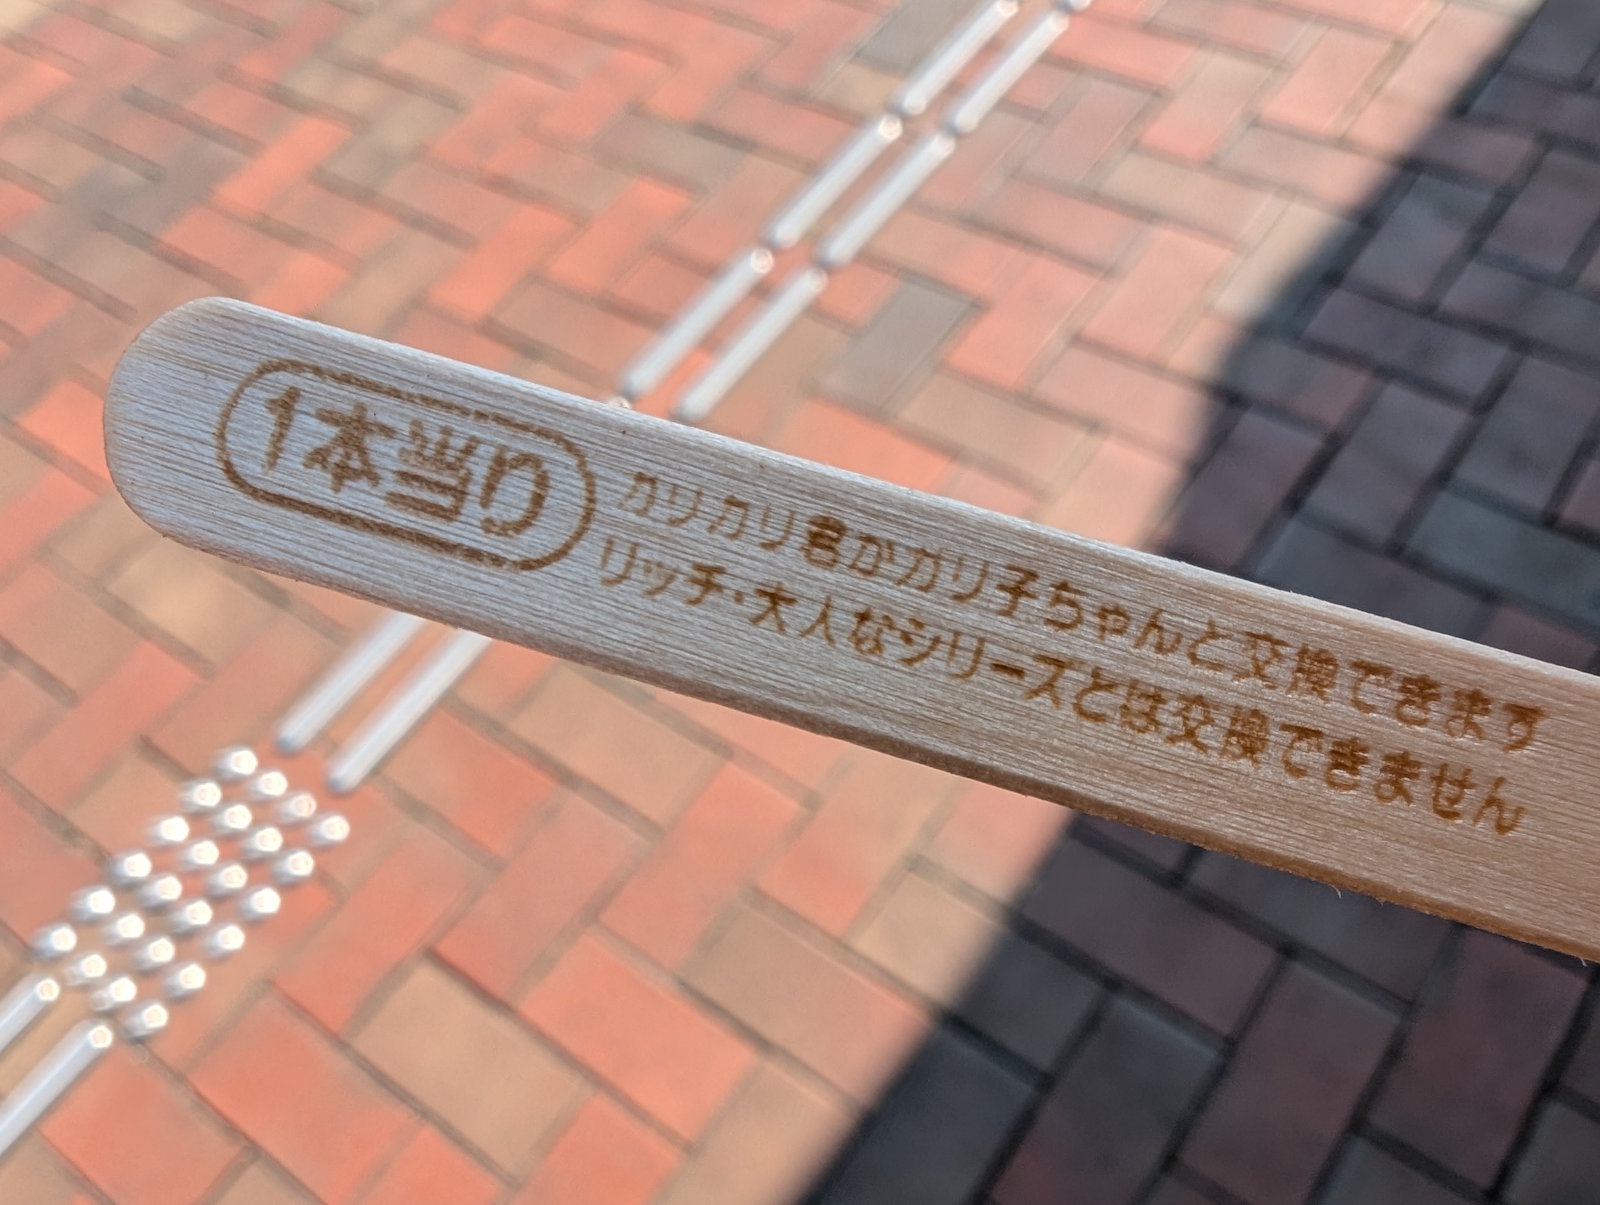 1本当り
ガリガリ君かガリ子ちゃんと交換できます
リッチ・大人なシリーズとは交換できません